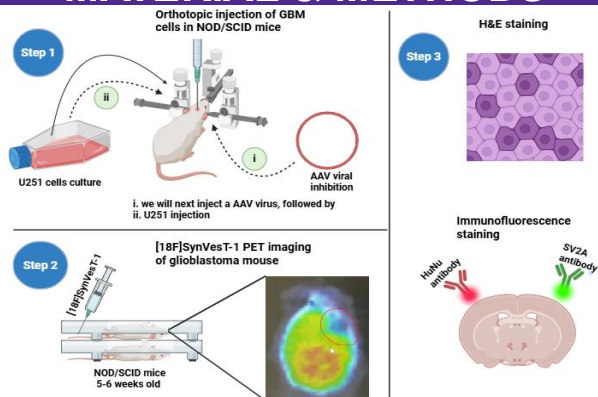 MATERIAL & METHODS
Step 1
Orthotopic injection of GBM
cells in NOD/SCID mice
ii
i
U251 cells culture
AAV viral
inhibition
i. we will next inject a AAV virus, followed by
ii. U251 injection
Step 2
[18F]SynVesT-1 PET imaging
of glioblastoma mouse
[18F]SynVesT-1
NOD/SCID mice
5-6 weeks old
Step 3
H&E staining
Immunofluorescence
staining
HuNu
antibody
SV2A
antibody